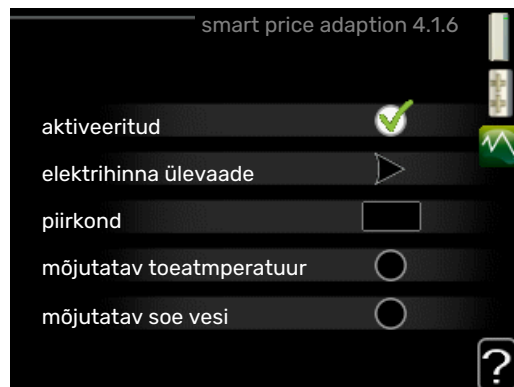 smart price adaption 4.1.6
aktiveeritud
elektrihinna ülevaade
piirkond
mõjutatav toeatmperatuur
mõjutatav soe vesi
?